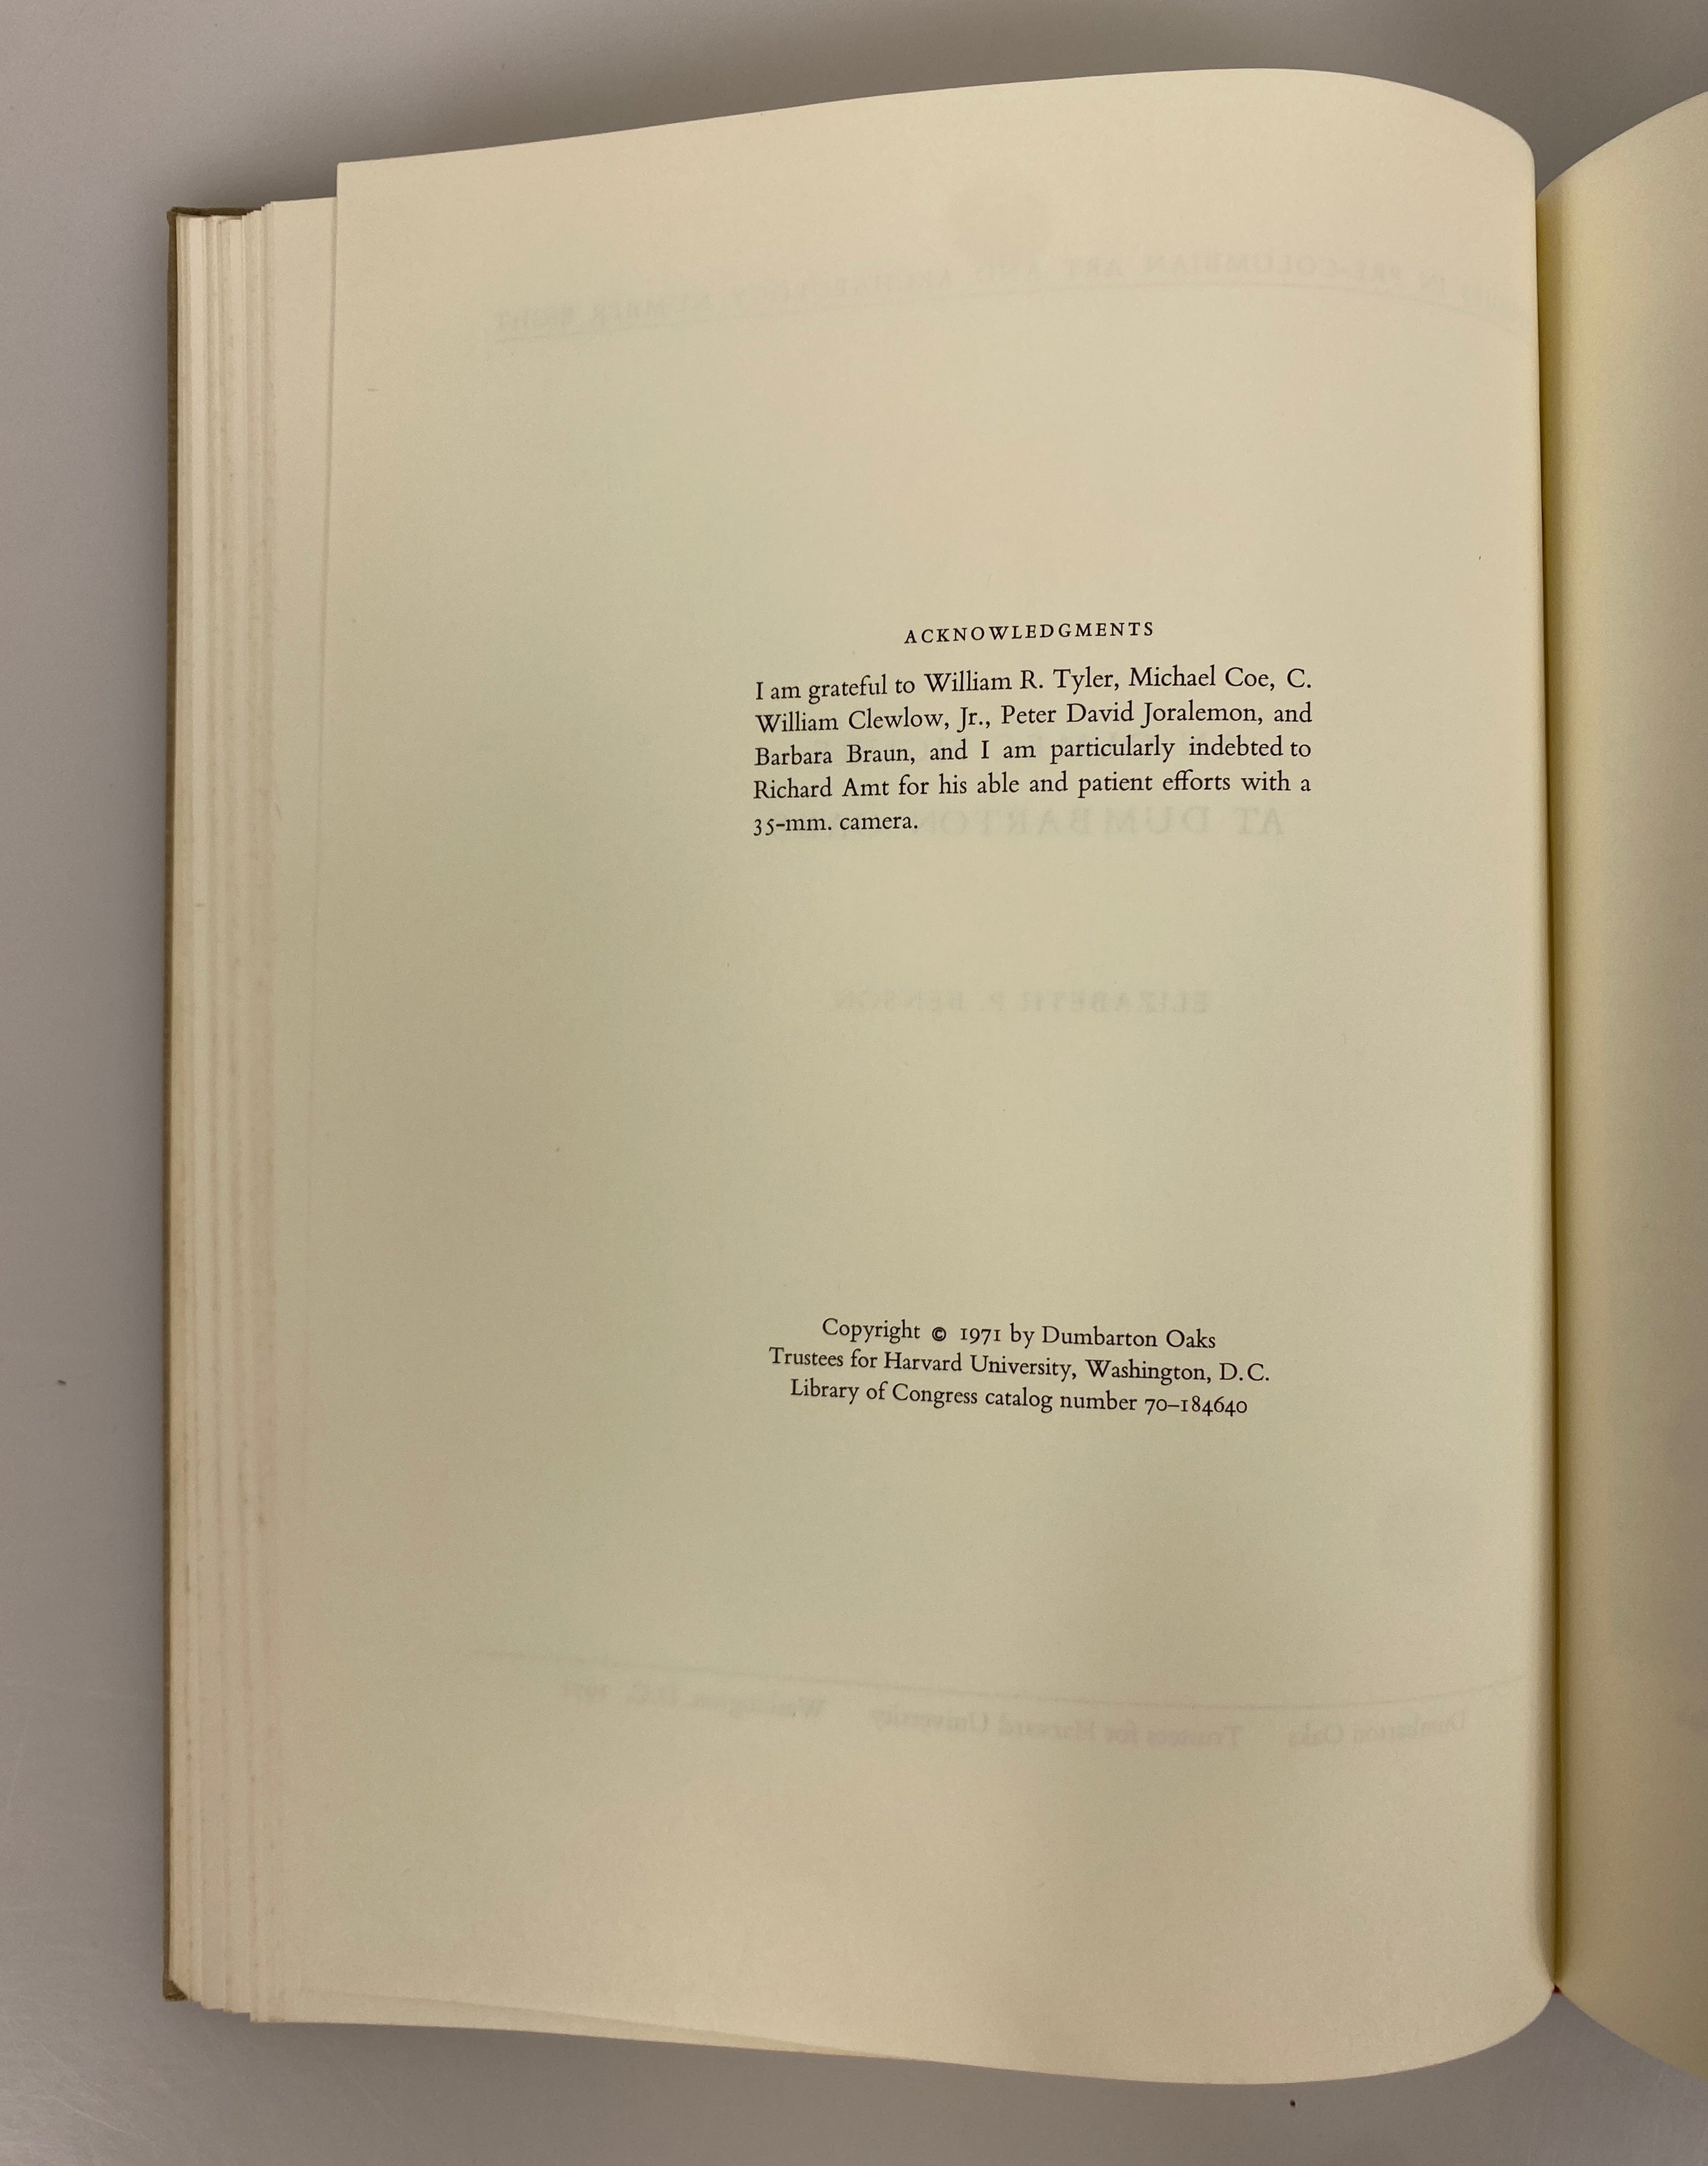 ACKNOWLEDGMENTS
I am grateful to William R. Tyler, Michael Coe, C.
William Clewlow, Jr., Peter David Joralemon, and
Barbara Braun, and I am particularly indebted to
Richard Amt for his able and patient efforts with a
35-mm. camera.
Copyright © 1971 by Dumbarton Oaks
Trustees for Harvard University, Washington, D.C.
Library of Congress catalog number 70–184640